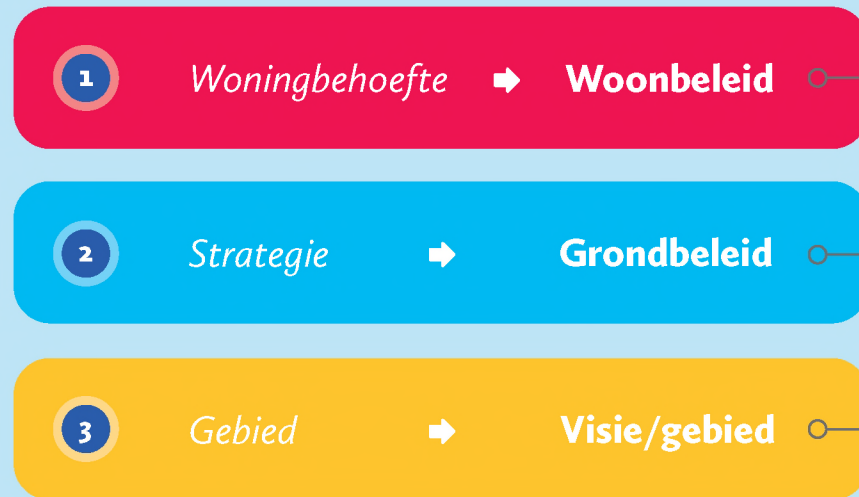 1 Woningbehoefte ➡ Woonbeleid
2 Strategie ➡ Grondbeleid
3 Gebied ➡ Visie/gebied